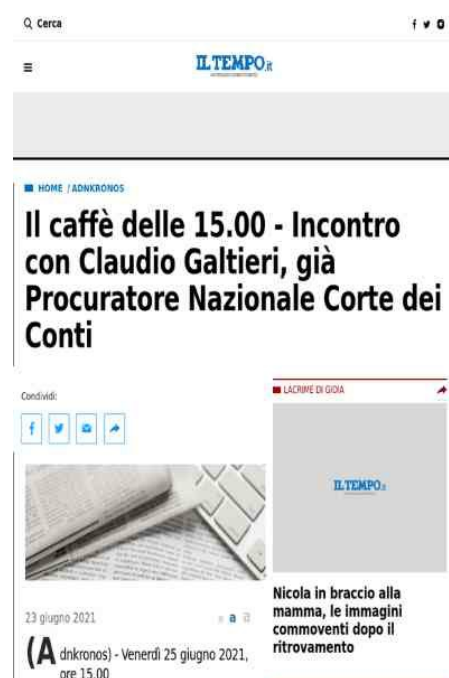 Cerca
IL TEMPO.it
HOME / ADNKRONOS
Il caffè delle 15.00 - Incontro
con Claudio Galtieri, già
Procuratore Nazionale Corte dei
Conti
Condividi:
23 giugno 2021
a a a
(Adnkronos) - Venerdì 25 giugno 2021,
ore 15.00
LACRIME DI GIOIA
IL TEMPO.it
Nicola in braccio alla
mamma, le immagini
commoventi dopo il
ritrovamento